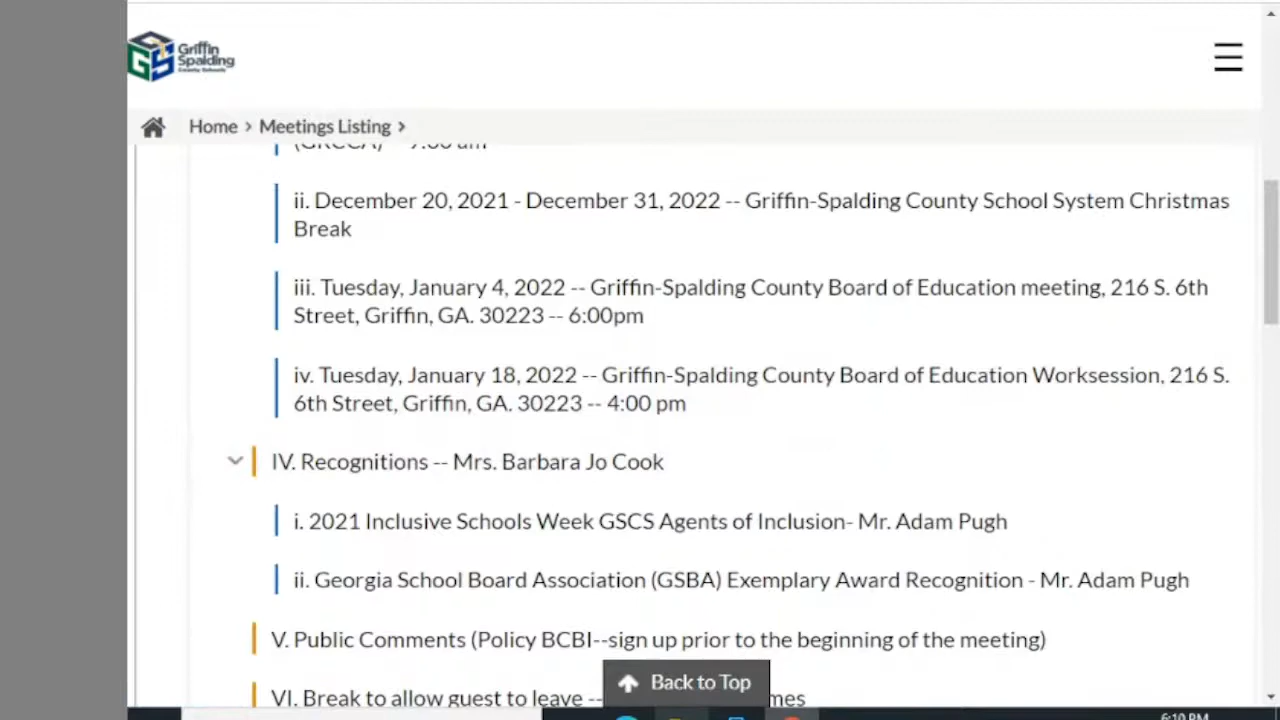 Griffin
Spalding
County Schools
Home > Meetings Listing >
ii. December 20, 2021 - December 31, 2022 -- Griffin-Spalding County School System Christmas
Break
iii. Tuesday, January 4, 2022 -- Griffin-Spalding County Board of Education meeting, 216 S. 6th
Street, Griffin, GA. 30223 -- 6:00pm
iv. Tuesday, January 18, 2022 -- Griffin-Spalding County Board of Education Worksession, 216 S.
6th Street, Griffin, GA. 30223 -- 4:00 pm
IV. Recognitions -- Mrs. Barbara Jo Cook
i. 2021 Inclusive Schools Week GSCS Agents of Inclusion- Mr. Adam Pugh
ii. Georgia School Board Association (GSBA) Exemplary Award Recognition - Mr. Adam Pugh
V. Public Comments (Policy BCBI--sign up prior to the beginning of the meeting)
VI. Break to allow guest to leave --
Back to Top
6:10 PM